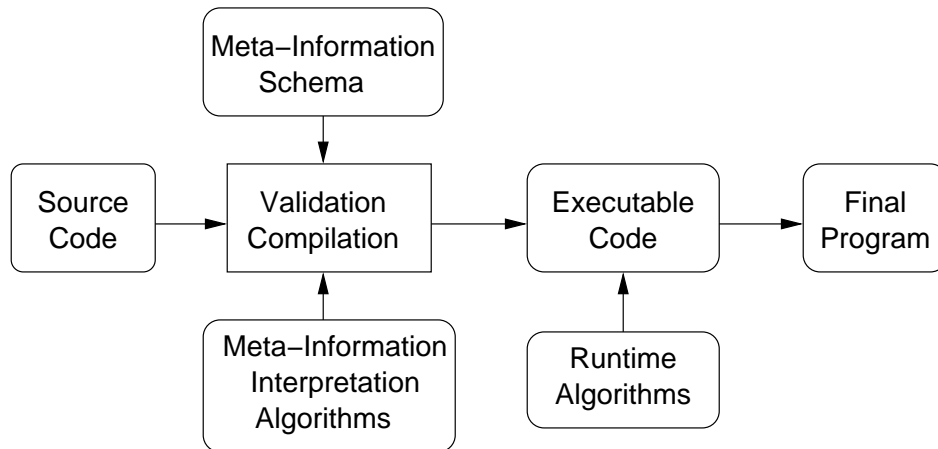 Meta−Information
Schema
Source
Code
Validation
Compilation
Executable
Code
Final
Program
Meta−Information
Interpretation
Algorithms
Runtime
Algorithms